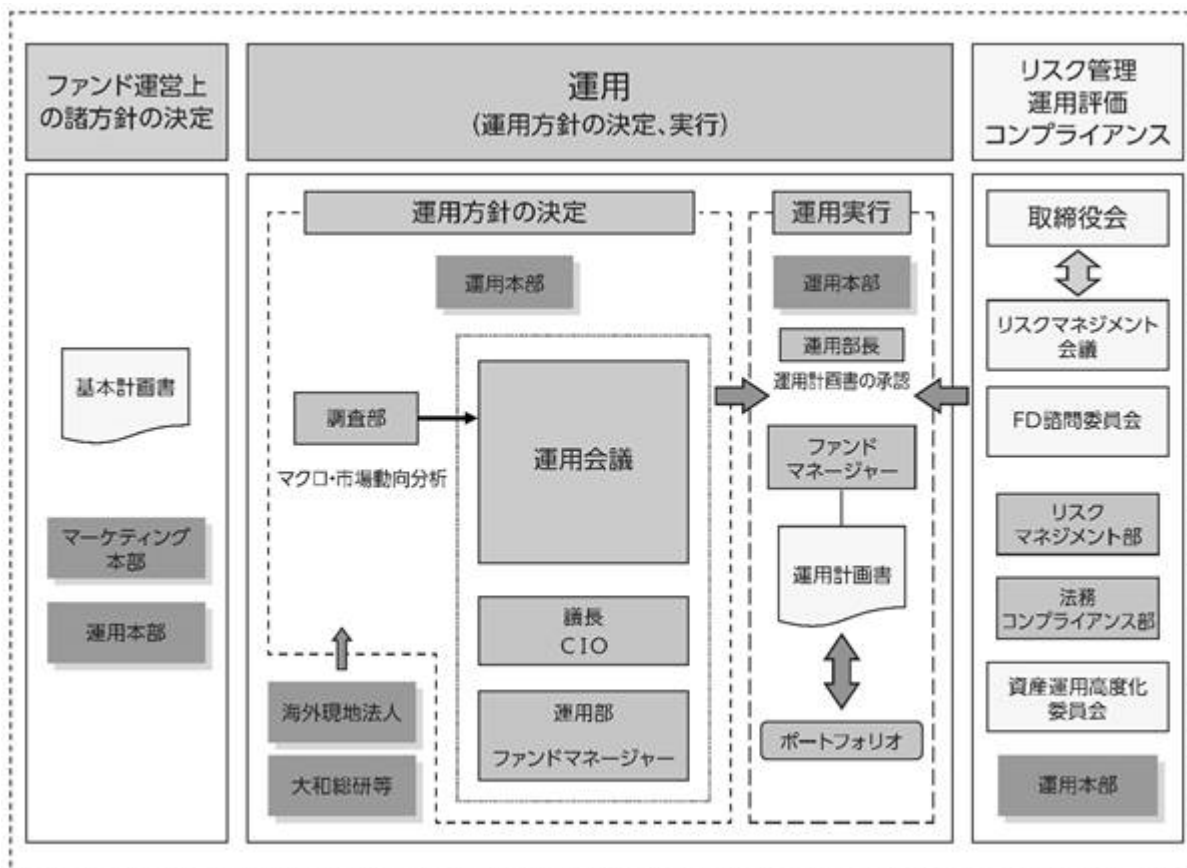 ファンド運営上
の諸方針の決定
運用
(運用方針の決定、実行)
リスク管理
運用評価
コンプライアンス
基本計画書
マーケティング
本部
運用本部
運用方針の決定
運用本部
調査部
マクロ・市場動向分析
運用会議
議長
CIO
運用部
ファンドマネージャー
海外現地法人
大和総研等
運用実行
運用本部
運用部長
運用計画書の承認
ファンド
マネージャー
運用計画書
ポートフォリオ
取締役会
リスクマネジメント
会議
FD諮問委員会
リスク
マネジメント部
法務
コンプライアンス部
資産運用高度化
委員会
運用本部